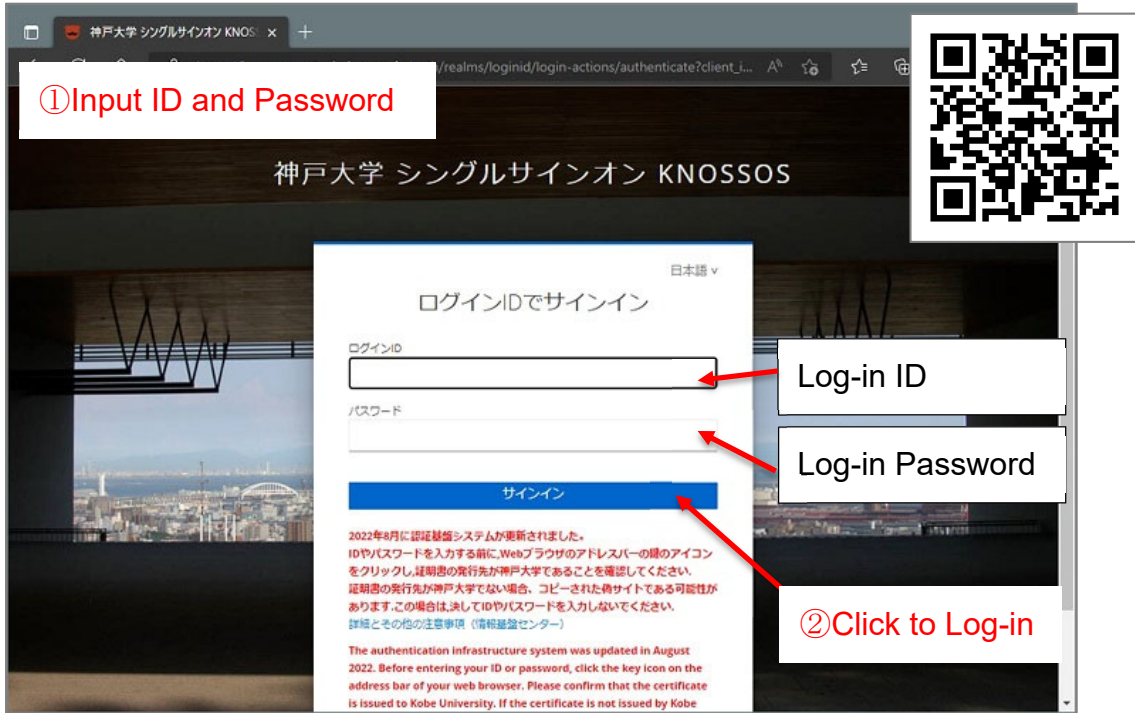 神戸大学 シングルサインオン KNOS
/realms/loginid/login-actions/authenticate?client_i...
①Input ID and Password
神戸大学 シングルサインオン KNOSSOS
日本語
ログインIDでサインイン
ログインID
Log-in ID
パスワード
Log-in Password
サインイン
2022年8月に認証基盤システムが更新されました。
IDやパスワードを入力する前に,Webブラウザのアドレスバーの鍵のアイコン
をクリックし,証明書の発行先が神戸大学であることを確認してください.
証明書の発行先が神戸大学でない場合、コピーされた偽サイトである可能性が
あります.この場合は,決してIDやパスワードを入力しないでください.
詳細とその他の注意事項（情報基盤センター）
②Click to Log-in
The authentication infrastructure system was updated in August
2022. Before entering your ID or password, click the key icon on the
address bar of your web browser. Please confirm that the certificate
is issued to Kobe University. If the certificate is not issued by Kobe